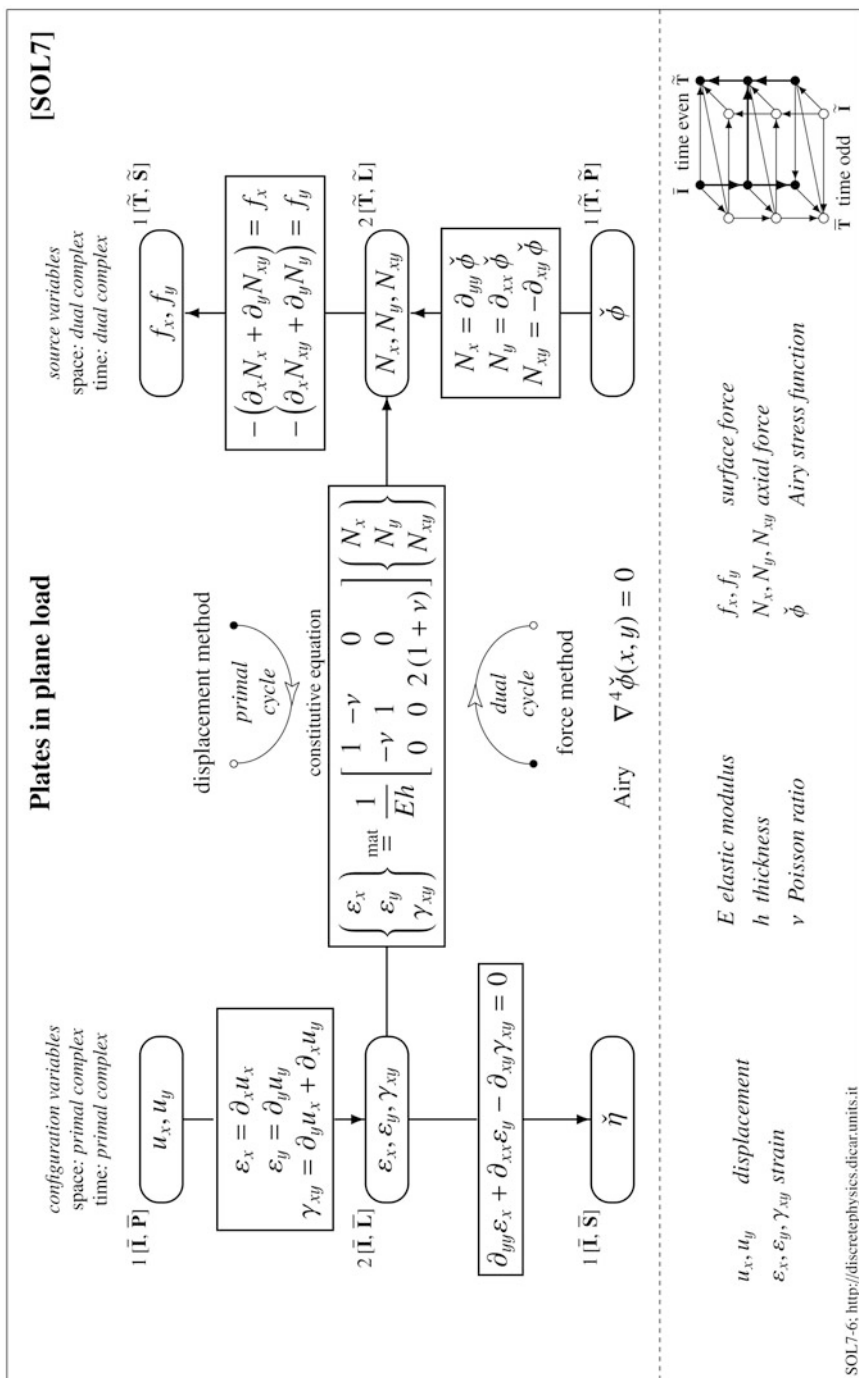 Plates in plane load
[SOL7]
configuration variables
space: primal complex
time: primal complex
source variables
space: dual complex
time: dual complex
1 [Ī, P̄]
u_x, u_y
ε_x = ∂_x u_x
ε_y = ∂_y u_y
γ_xy = ∂_y u_x + ∂_x u_y
2 [Ī, L̄]
ε_x, ε_y, γ_xy
∂_yy ε_x + ∂_xx ε_y − ∂_xy γ_xy = 0
1 [Ī, S̄]
η̌
displacement method
primal
cycle
constitutive equation
{ε_x ε_y γ_xy} mat = 1/Eh [1 −ν 0; −ν 1 0; 0 0 2(1 + ν)] {N_x N_y N_xy}
dual
cycle
force method
Airy ∇⁴ϕ̌(x, y) = 0
1 [T̃, S̃]
f_x, f_y
−(∂_x N_x + ∂_y N_xy) = f_x
−(∂_x N_xy + ∂_y N_y) = f_y
2 [T̃, L̃]
N_x, N_y, N_xy
N_x = ∂_yy ϕ̌
N_y = ∂_xx ϕ̌
N_xy = −∂_xy ϕ̌
1 [T̃, P̃]
ϕ̌
u_x, u_y displacement
ε_x, ε_y, γ_xy strain
E elastic modulus
h thickness
ν Poisson ratio
f_x, f_y surface force
N_x, N_y, N_xy axial force
ϕ̌ Airy stress function
Ī time even T̃
T̄ time odd Ĩ
SOL7-6; http://discretephysics.dicar.units.it